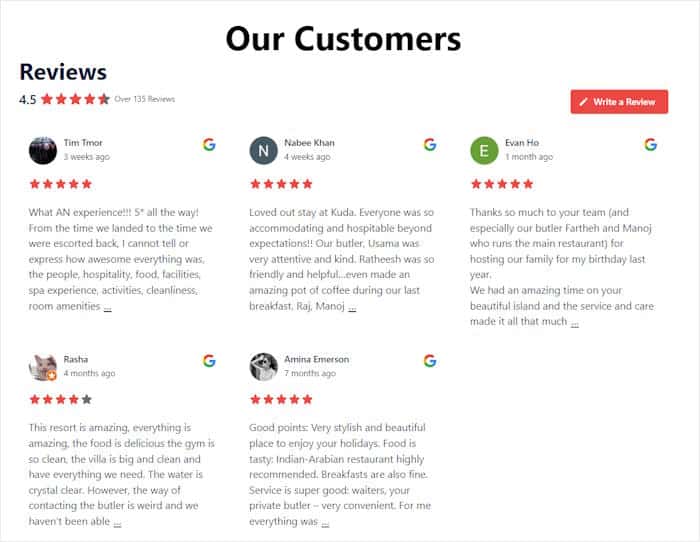 Our Customers
Reviews
4.5 Over 135 Reviews
Write a Review
Tim Tmor
3 weeks ago
What AN experience!!! 5* all the way!
From the time we landed to the time we
were escorted back, I cannot tell or
express how awesome everything was,
the people, hospitality, food, facilities,
spa experience, activities, cleanliness,
room amenities ...
N
Nabee Khan
4 weeks ago
Loved out stay at Kuda. Everyone was so
accommodating and hospitable beyond
expectations!! Our butler, Usama was
very attentive and kind. Ratheesh was so
friendly and helpful...even made an
amazing pot of coffee during our last
breakfast. Raj, Manoj ...
E
Evan Ho
1 month ago
Thanks so much to your team (and
especially our butler Fartheh and Manoj
who runs the main restaurant) for
hosting our family for my birthday last
year.
We had an amazing time on your
beautiful island and the service and care
made it all that much ...
Rasha
4 months ago
This resort is amazing, everything is
amazing, the food is delicious the gym is
so clean, the villa is big and clean and
have everything we need. The water is
crystal clear. However, the way of
contacting the butler is weird and we
haven't been able ...
Amina Emerson
7 months ago
Good points: Very stylish and beautiful
place to enjoy your holidays. Food is
tasty: Indian-Arabian restaurant highly
recommended. Breakfasts are also fine.
Service is super good: waiters, your
private butler – very convenient. For me
everything was ...